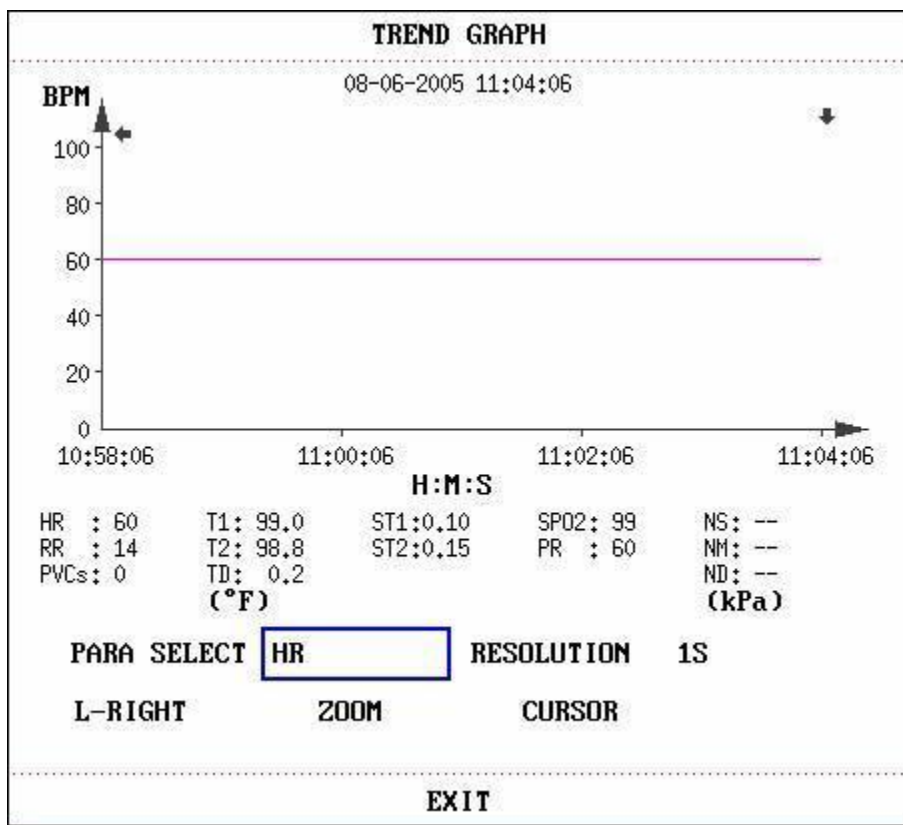 TREND GRAPH
08-06-2005 11:04:06
BPM
100
80
60
40
20
0
10:58:06 11:00:06 11:02:06 11:04:06
H:M:S
HR : 60 T1: 99.0 ST1:0.10 SPO2: 99 NS: --
RR : 14 T2: 98.8 ST2:0.15 PR : 60 NM: --
PVCs: 0 TD: 0.2 ND: --
(°F) (kPa)
PARA SELECT HR RESOLUTION 1S
L-RIGHT ZOOM CURSOR
EXIT